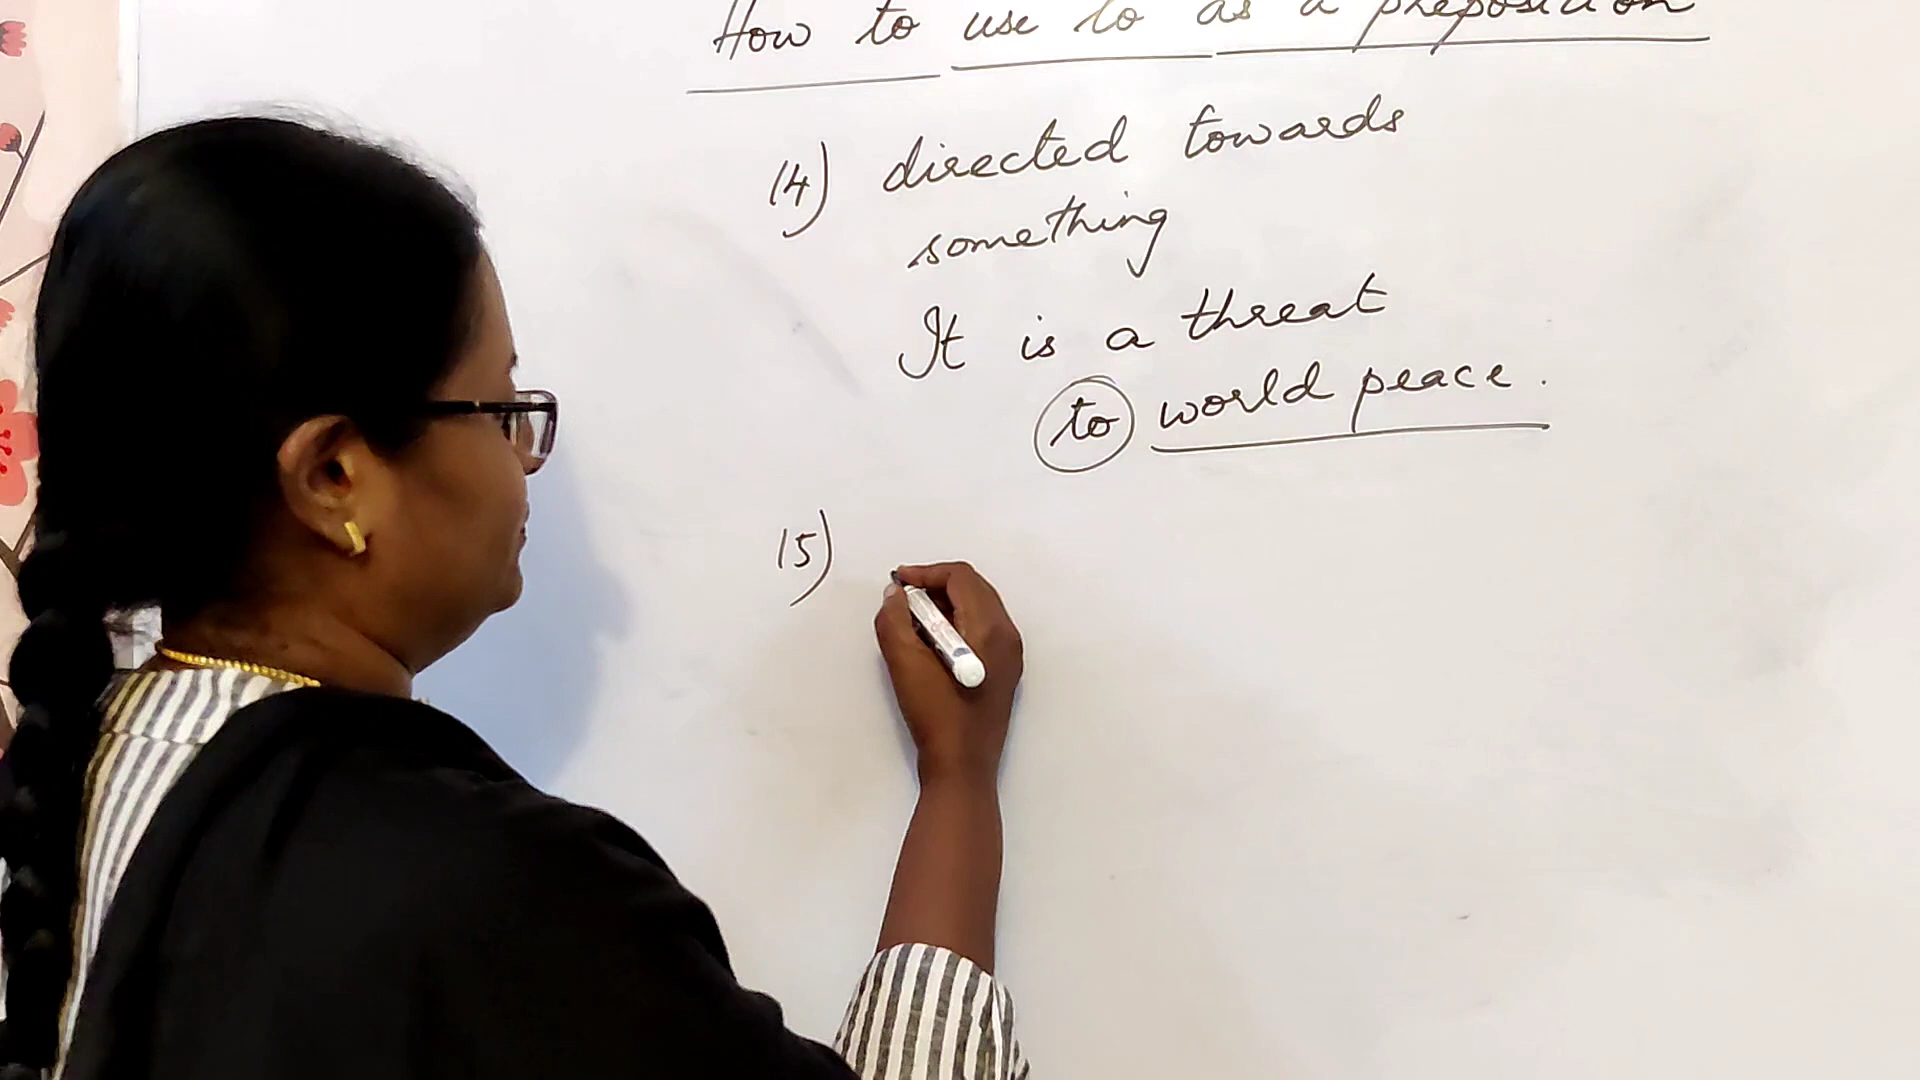 How to use to as a preposition
14) directed towards
something
It is a threat
to world peace.
15)